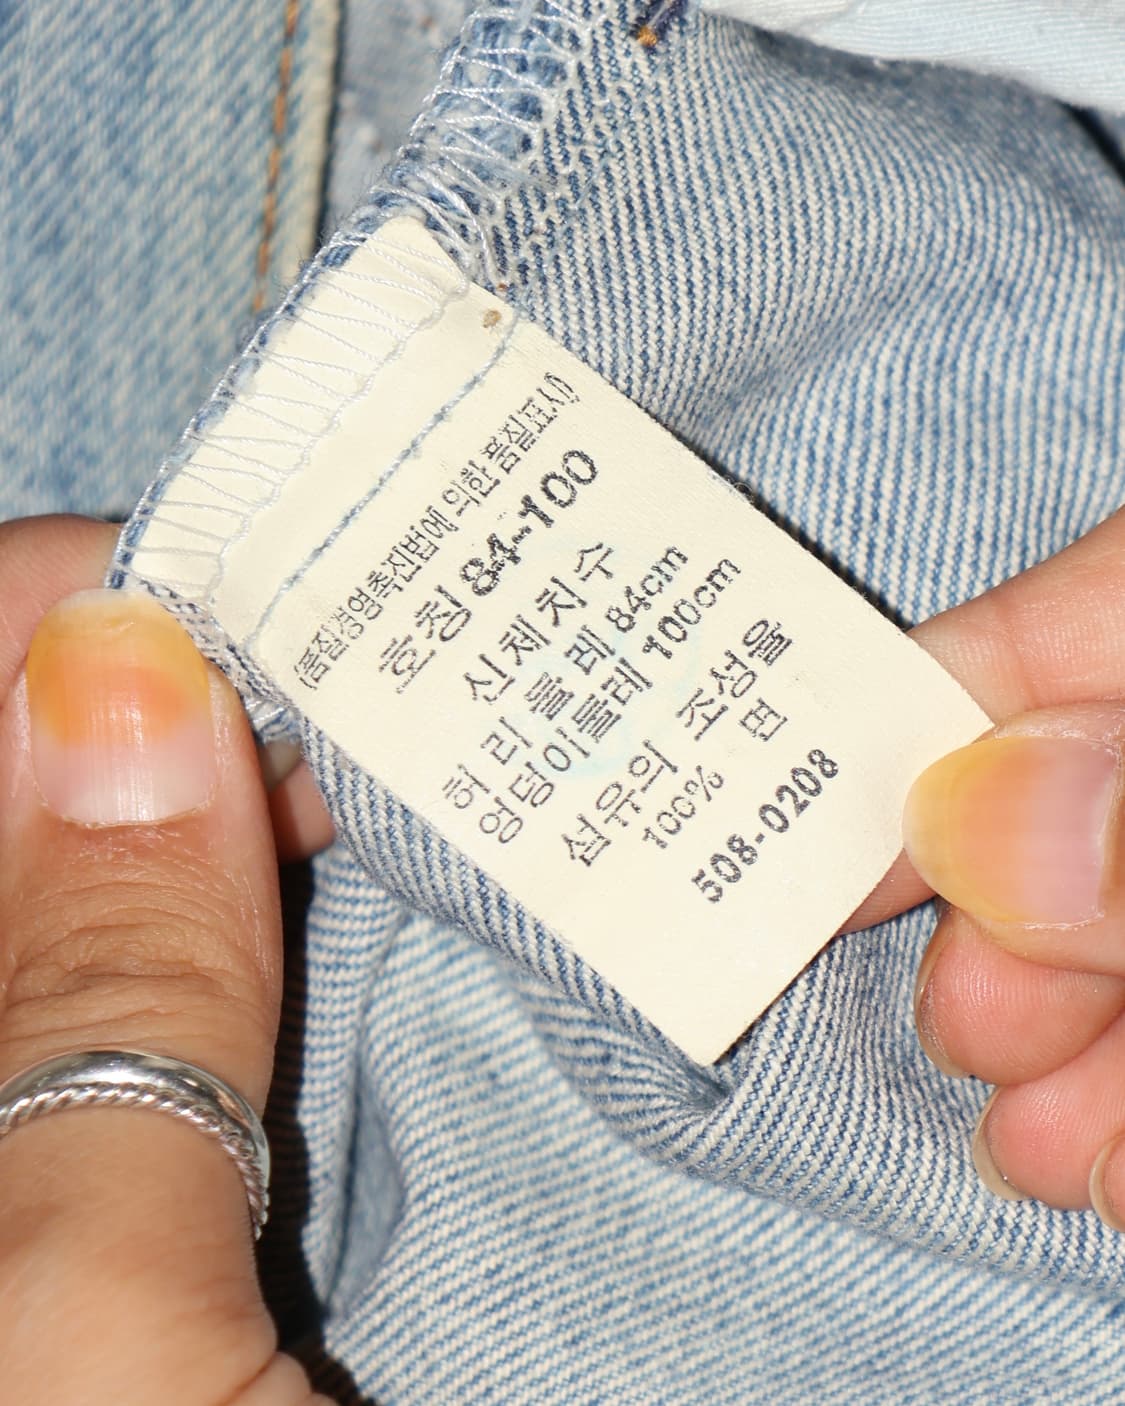 (품질경영촉진법에 의한 품질표시)
호칭 84-100
신체치수
허리둘레 84cm
엉덩이둘레 100cm
섬유의 조성율
100% 면
508-0208